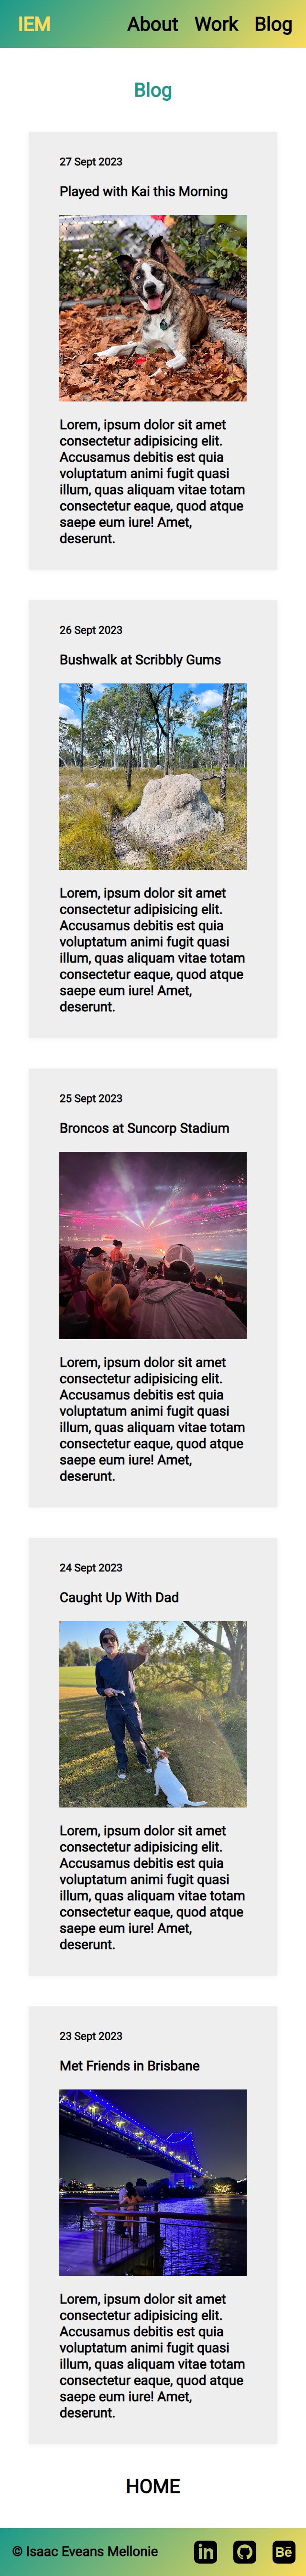 IEM About Work Blog
Blog
27 Sept 2023
Played with Kai this Morning
Lorem, ipsum dolor sit amet
consectetur adipisicing elit.
Accusamus debitis est quia
voluptatum animi fugit quasi
illum, quas aliquam vitae totam
consectetur eaque, quod atque
saepe eum iure! Amet,
deserunt.
26 Sept 2023
Bushwalk at Scribbly Gums
Lorem, ipsum dolor sit amet
consectetur adipisicing elit.
Accusamus debitis est quia
voluptatum animi fugit quasi
illum, quas aliquam vitae totam
consectetur eaque, quod atque
saepe eum iure! Amet,
deserunt.
25 Sept 2023
Broncos at Suncorp Stadium
Lorem, ipsum dolor sit amet
consectetur adipisicing elit.
Accusamus debitis est quia
voluptatum animi fugit quasi
illum, quas aliquam vitae totam
consectetur eaque, quod atque
saepe eum iure! Amet,
deserunt.
24 Sept 2023
Caught Up With Dad
Lorem, ipsum dolor sit amet
consectetur adipisicing elit.
Accusamus debitis est quia
voluptatum animi fugit quasi
illum, quas aliquam vitae totam
consectetur eaque, quod atque
saepe eum iure! Amet,
deserunt.
23 Sept 2023
Met Friends in Brisbane
Lorem, ipsum dolor sit amet
consectetur adipisicing elit.
Accusamus debitis est quia
voluptatum animi fugit quasi
illum, quas aliquam vitae totam
consectetur eaque, quod atque
saepe eum iure! Amet,
deserunt.
HOME
© Isaac Eveans Mellonie in Bē